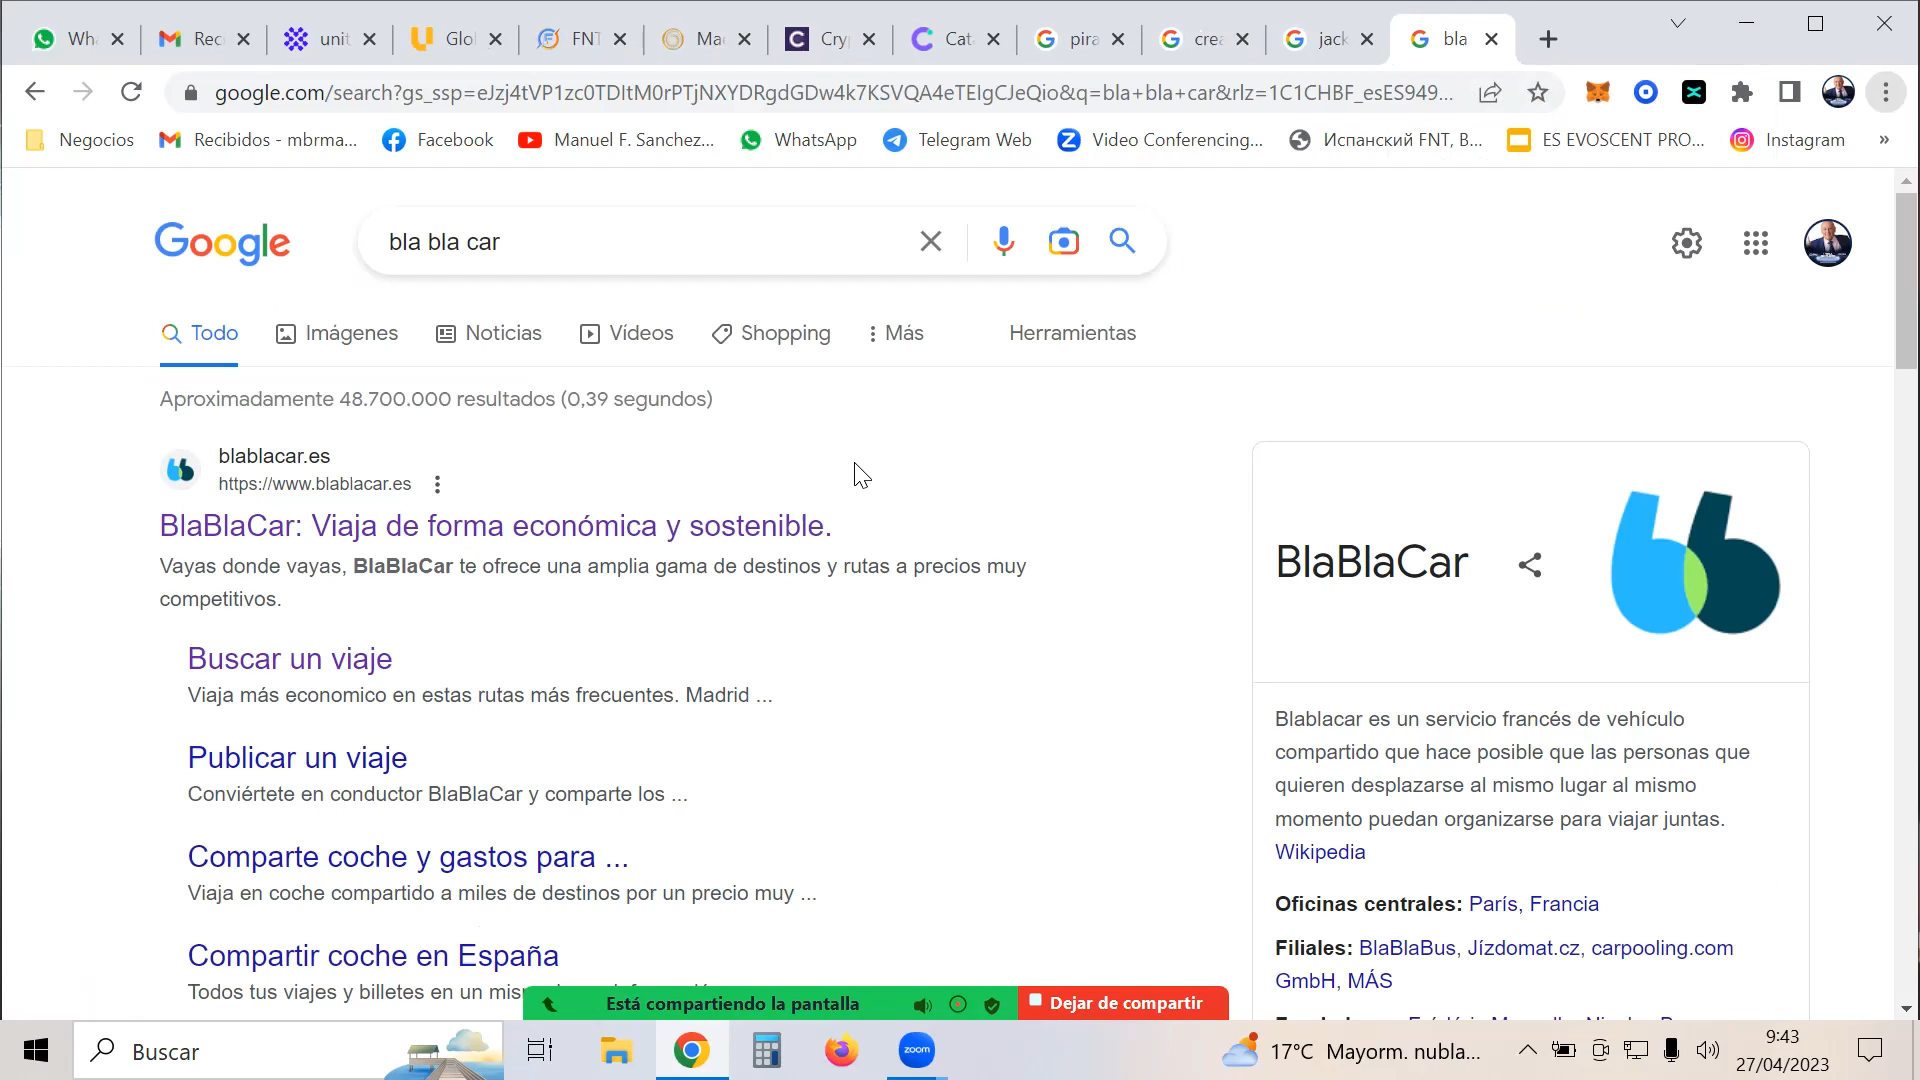 Wha
Rec
unit
Glo
FNT
Mac
Cry
Cat
pira
crea
jack
bla
google.com/search?gs_ssp=eJzj4tVP1zc0TDItM0rPTjNXYDRgdGDw4k7KSVQA4eTEIgCJeQio&q=bla+bla+car&rlz=1C1CHBF_esES949...
Negocios
Recibidos - mbrma...
Facebook
Manuel F. Sanchez...
WhatsApp
Telegram Web
Video Conferencing...
Испанский FNT, B...
ES EVOSCENT PRO...
Instagram
»
Google
bla bla car
Todo
Imágenes
Noticias
Vídeos
Shopping
Más
Herramientas
Aproximadamente 48.700.000 resultados (0,39 segundos)
blablacar.es
https://www.blablacar.es
BlaBlaCar: Viaja de forma económica y sostenible.
Vayas donde vayas, BlaBlaCar te ofrece una amplia gama de destinos y rutas a precios muy
competitivos.
Buscar un viaje
Viaja más economico en estas rutas más frecuentes. Madrid ...
Publicar un viaje
Conviértete en conductor BlaBlaCar y comparte los ...
Comparte coche y gastos para ...
Viaja en coche compartido a miles de destinos por un precio muy ...
Compartir coche en España
Todos tus viajes y billetes en un
BlaBlaCar
Blablacar es un servicio francés de vehículo
compartido que hace posible que las personas que
quieren desplazarse al mismo lugar al mismo
momento puedan organizarse para viajar juntas.
Wikipedia
Oficinas centrales: París, Francia
Filiales: BlaBlaBus, Jízdomat.cz, carpooling.com
GmbH, MÁS
Está compartiendo la pantalla
Dejar de compartir
Buscar
zoom
17°C Mayorm. nubla...
9:43
27/04/2023